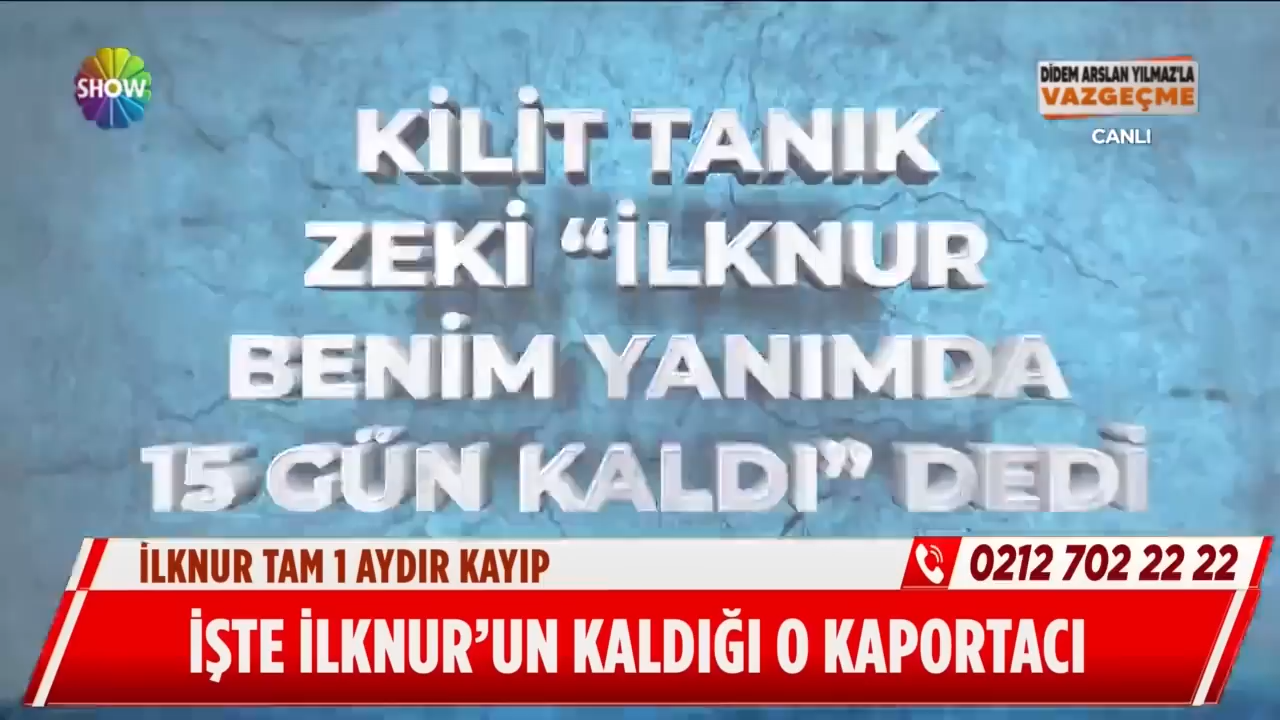 SHOW
DİDEM ARSLAN YILMAZ'LA
VAZGEÇME
CANLI
KİLİT TANIK
ZEKİ “İLKNUR
BENİM YANIMDA
15 GÜN KALDI” DEDİ
İLKNUR TAM 1 AYDIR KAYIP
0212 702 22 22
İŞTE İLKNUR’UN KALDIĞI O KAPORTACI